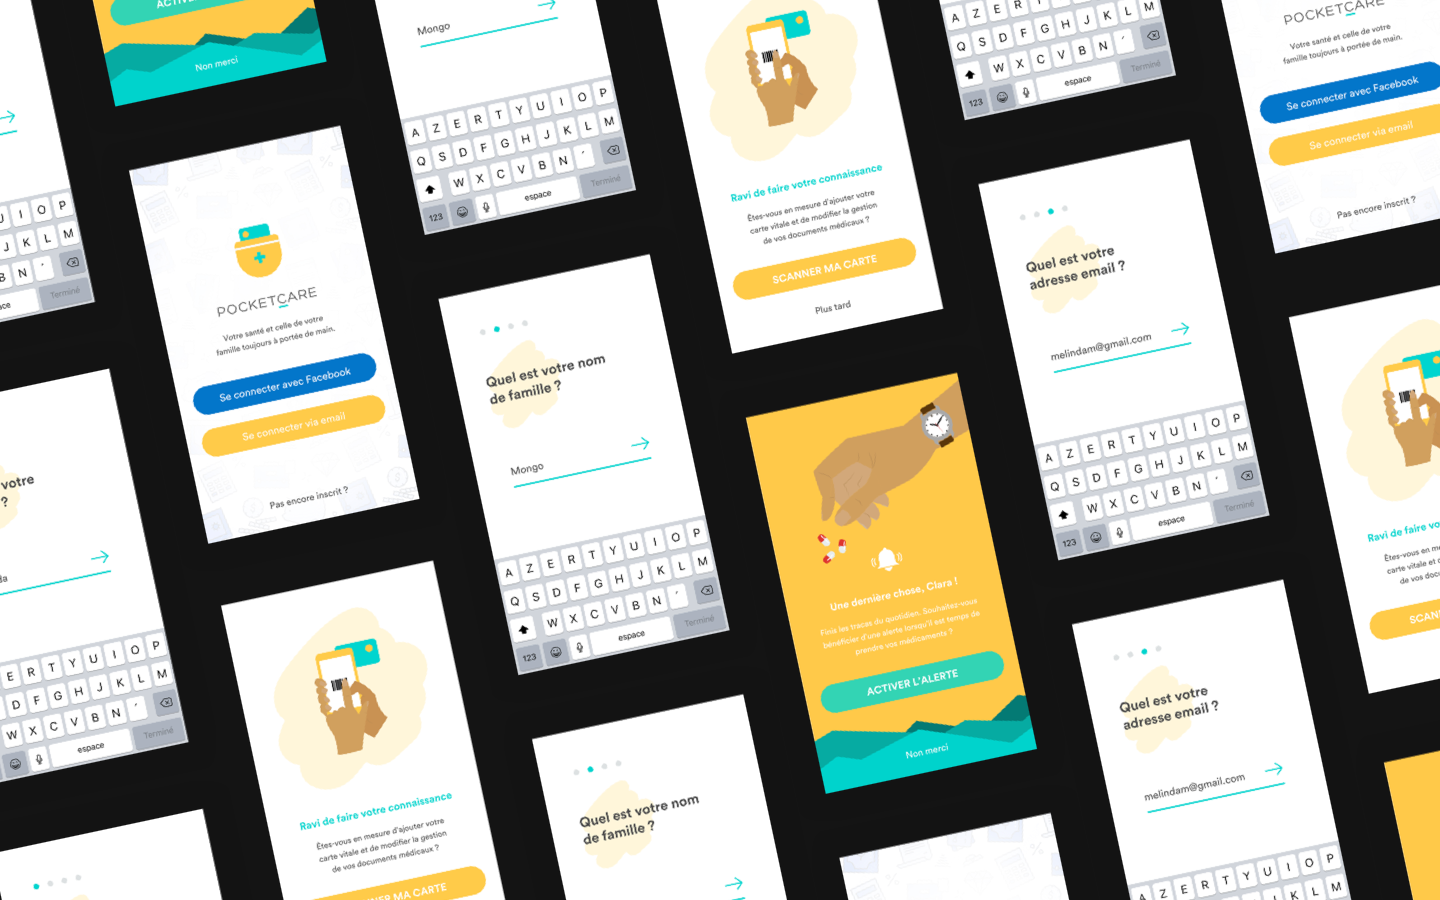 ACTIVER
Non merci
U I O P
J K L M
B N ´
Terminé
Mongo
A Z E R T Y U I O P
Q S D F G H J K L M
W X C V B N ´
123 espace Terminé
Ravi de faire votre connaissance
Êtes-vous en mesure d'ajouter votre
carte vitale et de modifier la gestion
de vos documents médicaux ?
SCANNER MA CARTE
Plus tard
A Z E R T Y U I O P
Q S D F G H J K L M
W X C V B N ´
123 espace Terminé
POCKETCARE
Votre santé et celle de votre
famille toujours à portée de main.
Se connecter avec Facebook
Se connecter via email
Pas encore inscrit ?
POCKETCARE
Votre santé et celle de votre
famille toujours à portée de main.
Se connecter avec Facebook
Se connecter via email
Pas encore inscrit ?
Quel est votre nom
de famille ?
Mongo
A Z E R T Y U I O P
Q S D F G H J K L M
W X C V B N ´
123 espace Terminé
Quel est votre
adresse email ?
melindam@gmail.com
A Z E R T Y U I O P
Q S D F G H J K L M
W X C V B N ´
123 espace Terminé
votre
?
da
E R T Y U I O P
D F G H J K L M
W X C V B N ´
espace Terminé
Ravi de faire votre connaissance
Êtes-vous en mesure d'ajouter votre
carte vitale et de modifier la gestion
de vos documents médicaux ?
MA CARTE
Une dernière chose, Clara !
Finis les tracas du quotidien. Souhaitez-vous
bénéficier d'une alerte lorsqu'il est temps de
prendre vos médicaments ?
ACTIVER L'ALERTE
Non merci
Ravi de faire
Êtes-vous en
carte vitale et
de vos
Quel est votre nom
de famille ?
Quel est votre
adresse email ?
melindam@gmail.com
A Z E R T Y U I O P
J K L M